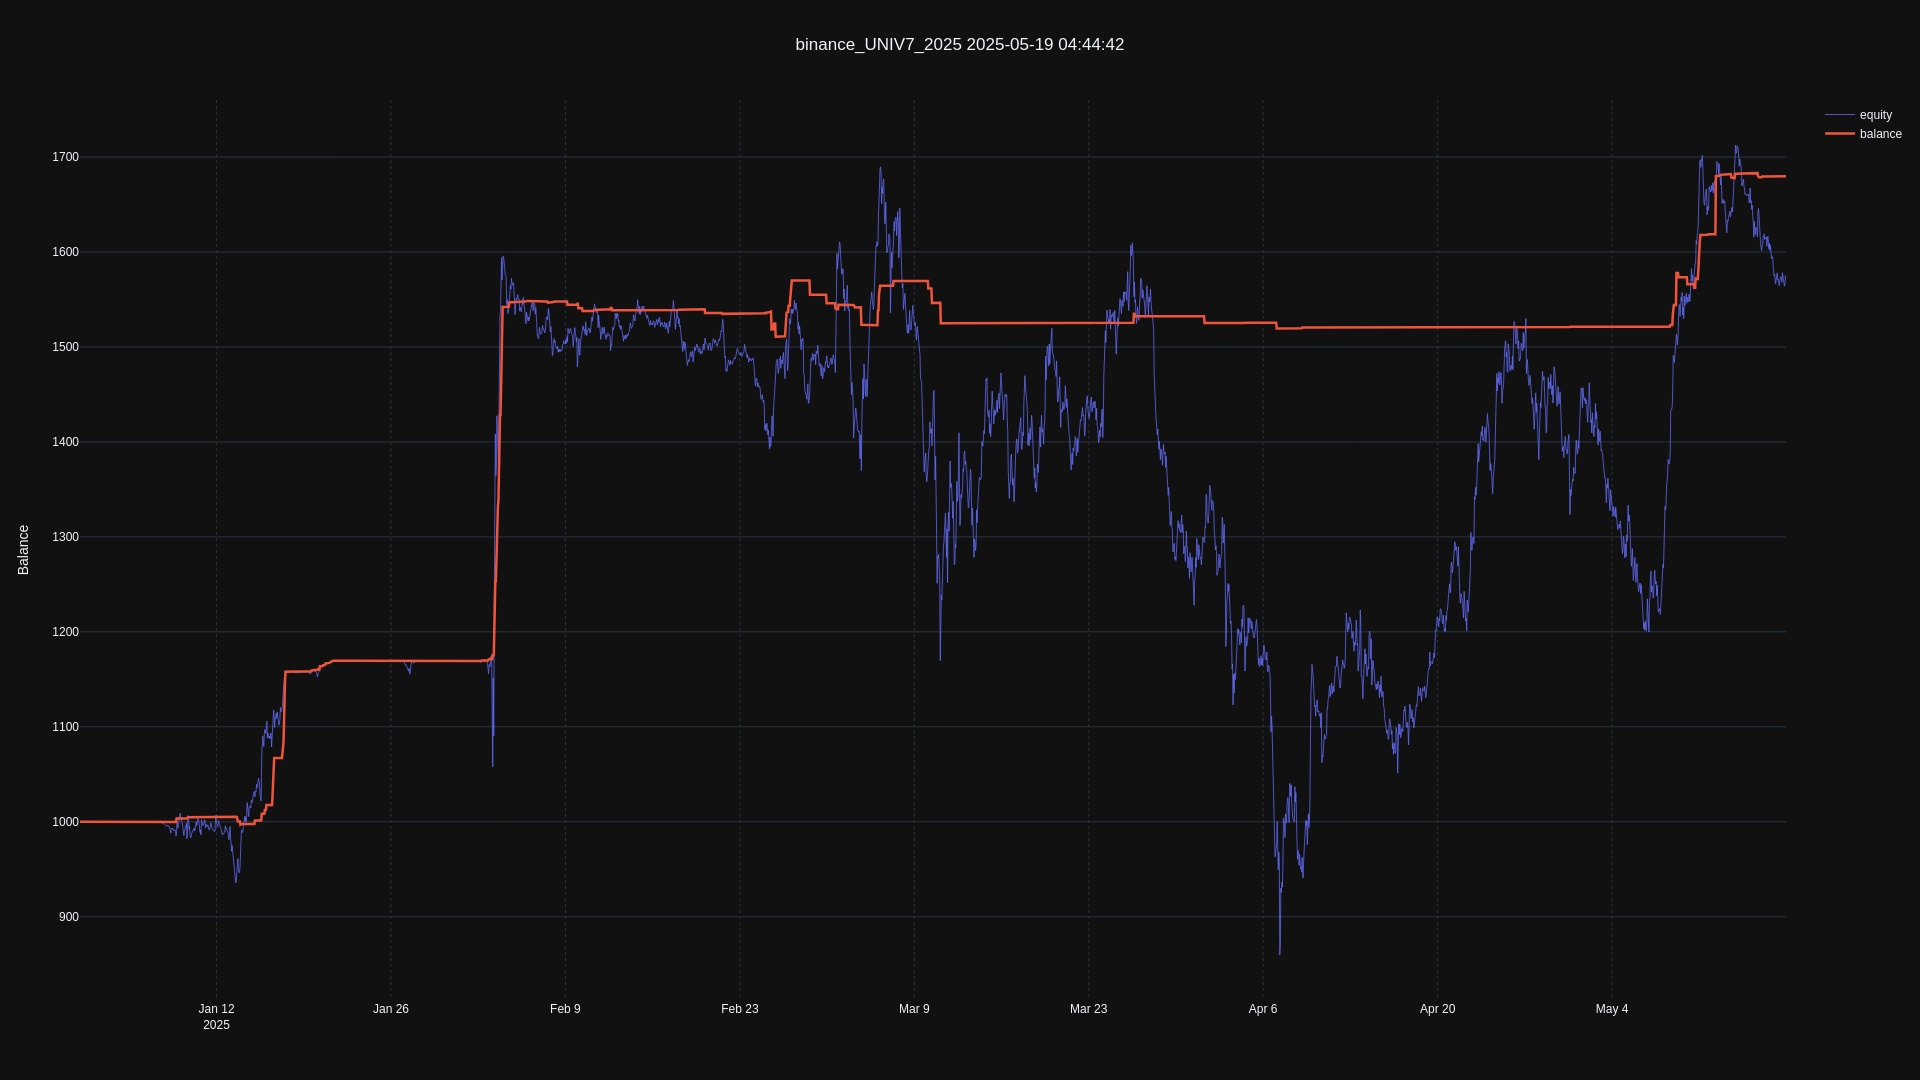 binance_UNIV7_2025 2025-05-19 04:44:42
equity
balance
1700
1600
1500
1400
1300
1200
1100
1000
900
Balance
Jan 12
2025
Jan 26
Feb 9
Feb 23
Mar 9
Mar 23
Apr 6
Apr 20
May 4